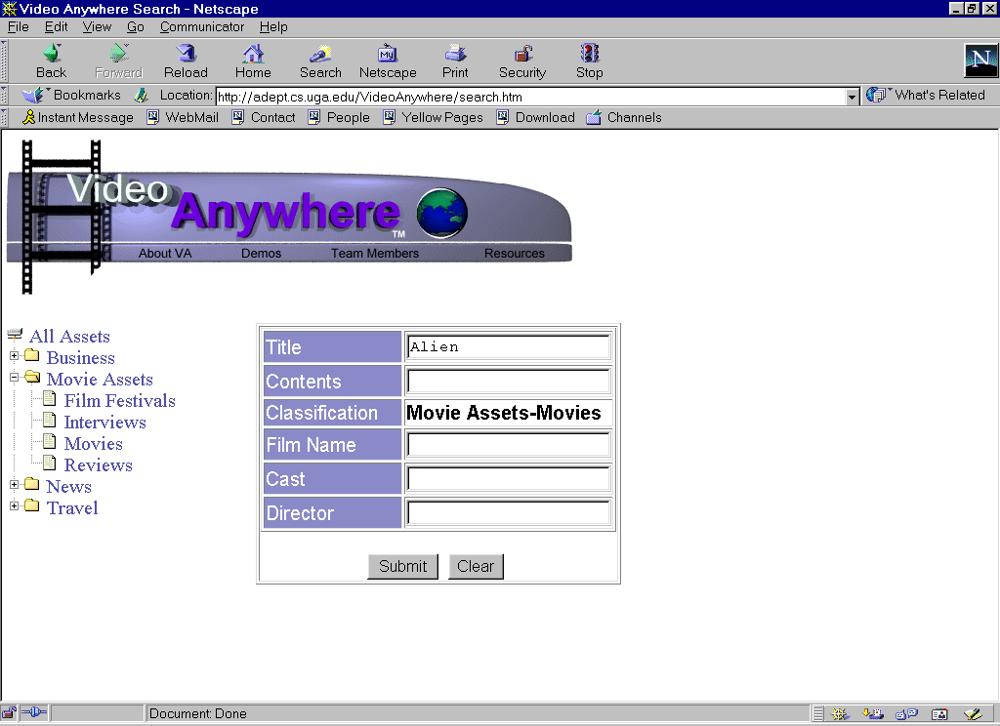 Video Anywhere Search - Netscape
File Edit View Go Communicator Help
Back Forward Reload Home Search Netscape Print Security Stop
My
N
Bookmarks Location: http://adept.cs.uga.edu/VideoAnywhere/search.htm What's Related
Instant Message WebMail Contact People Yellow Pages Download Channels
Video
Anywhere TM
About VA Demos Team Members Resources
All Assets
Business
Movie Assets
Film Festivals
Interviews
Movies
Reviews
News
Travel
Title Alien
Contents
Classification Movie Assets-Movies
Film Name
Cast
Director
Submit Clear
Document: Done